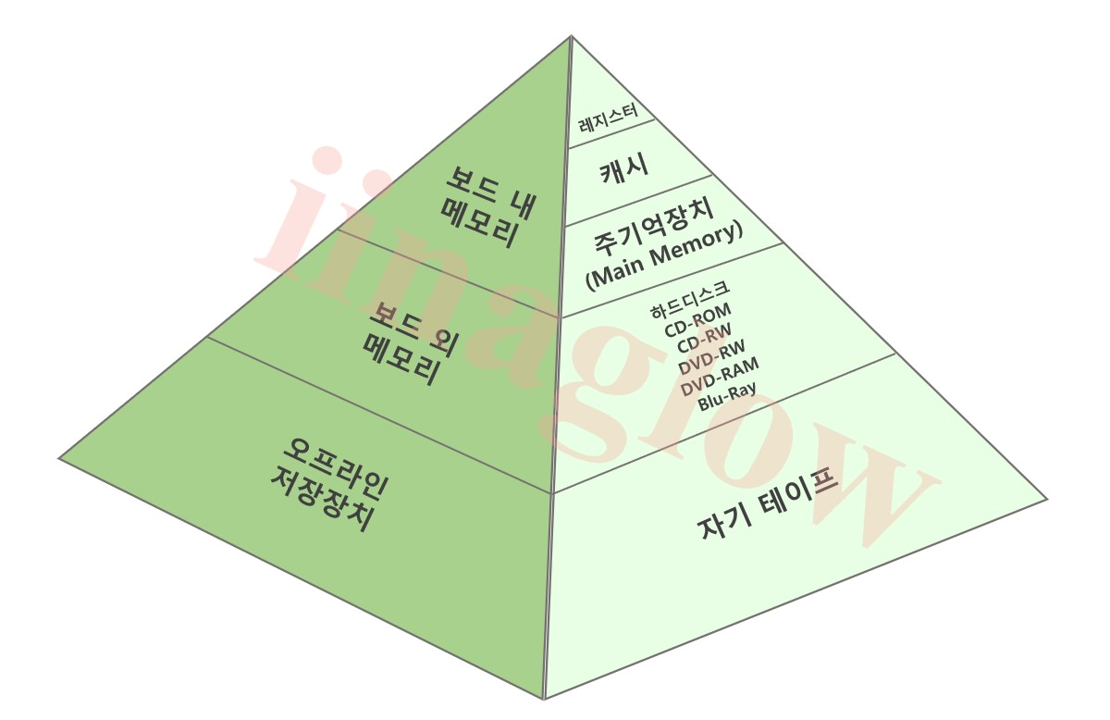 보드 내
메모리
보드 외
메모리
오프라인
저장장치
레지스터
캐시
주기억장치
(Main Memory)
하드디스크
CD-ROM
CD-RW
DVD-RW
DVD-RAM
Blu-Ray
자기 테이프
iinaglow